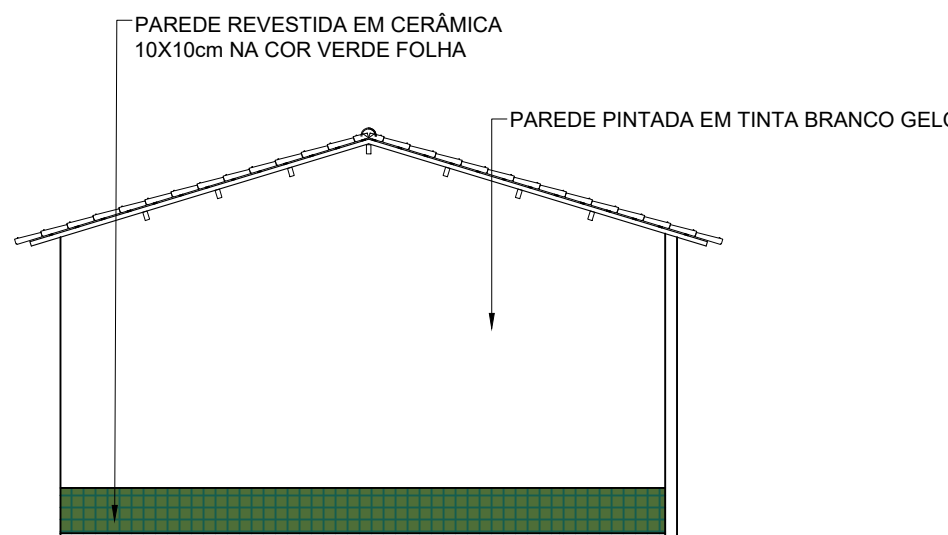 PAREDE REVESTIDA EM CERÂMICA
10X10cm NA COR VERDE FOLHA
PAREDE PINTADA EM TINTA BRANCO GELO